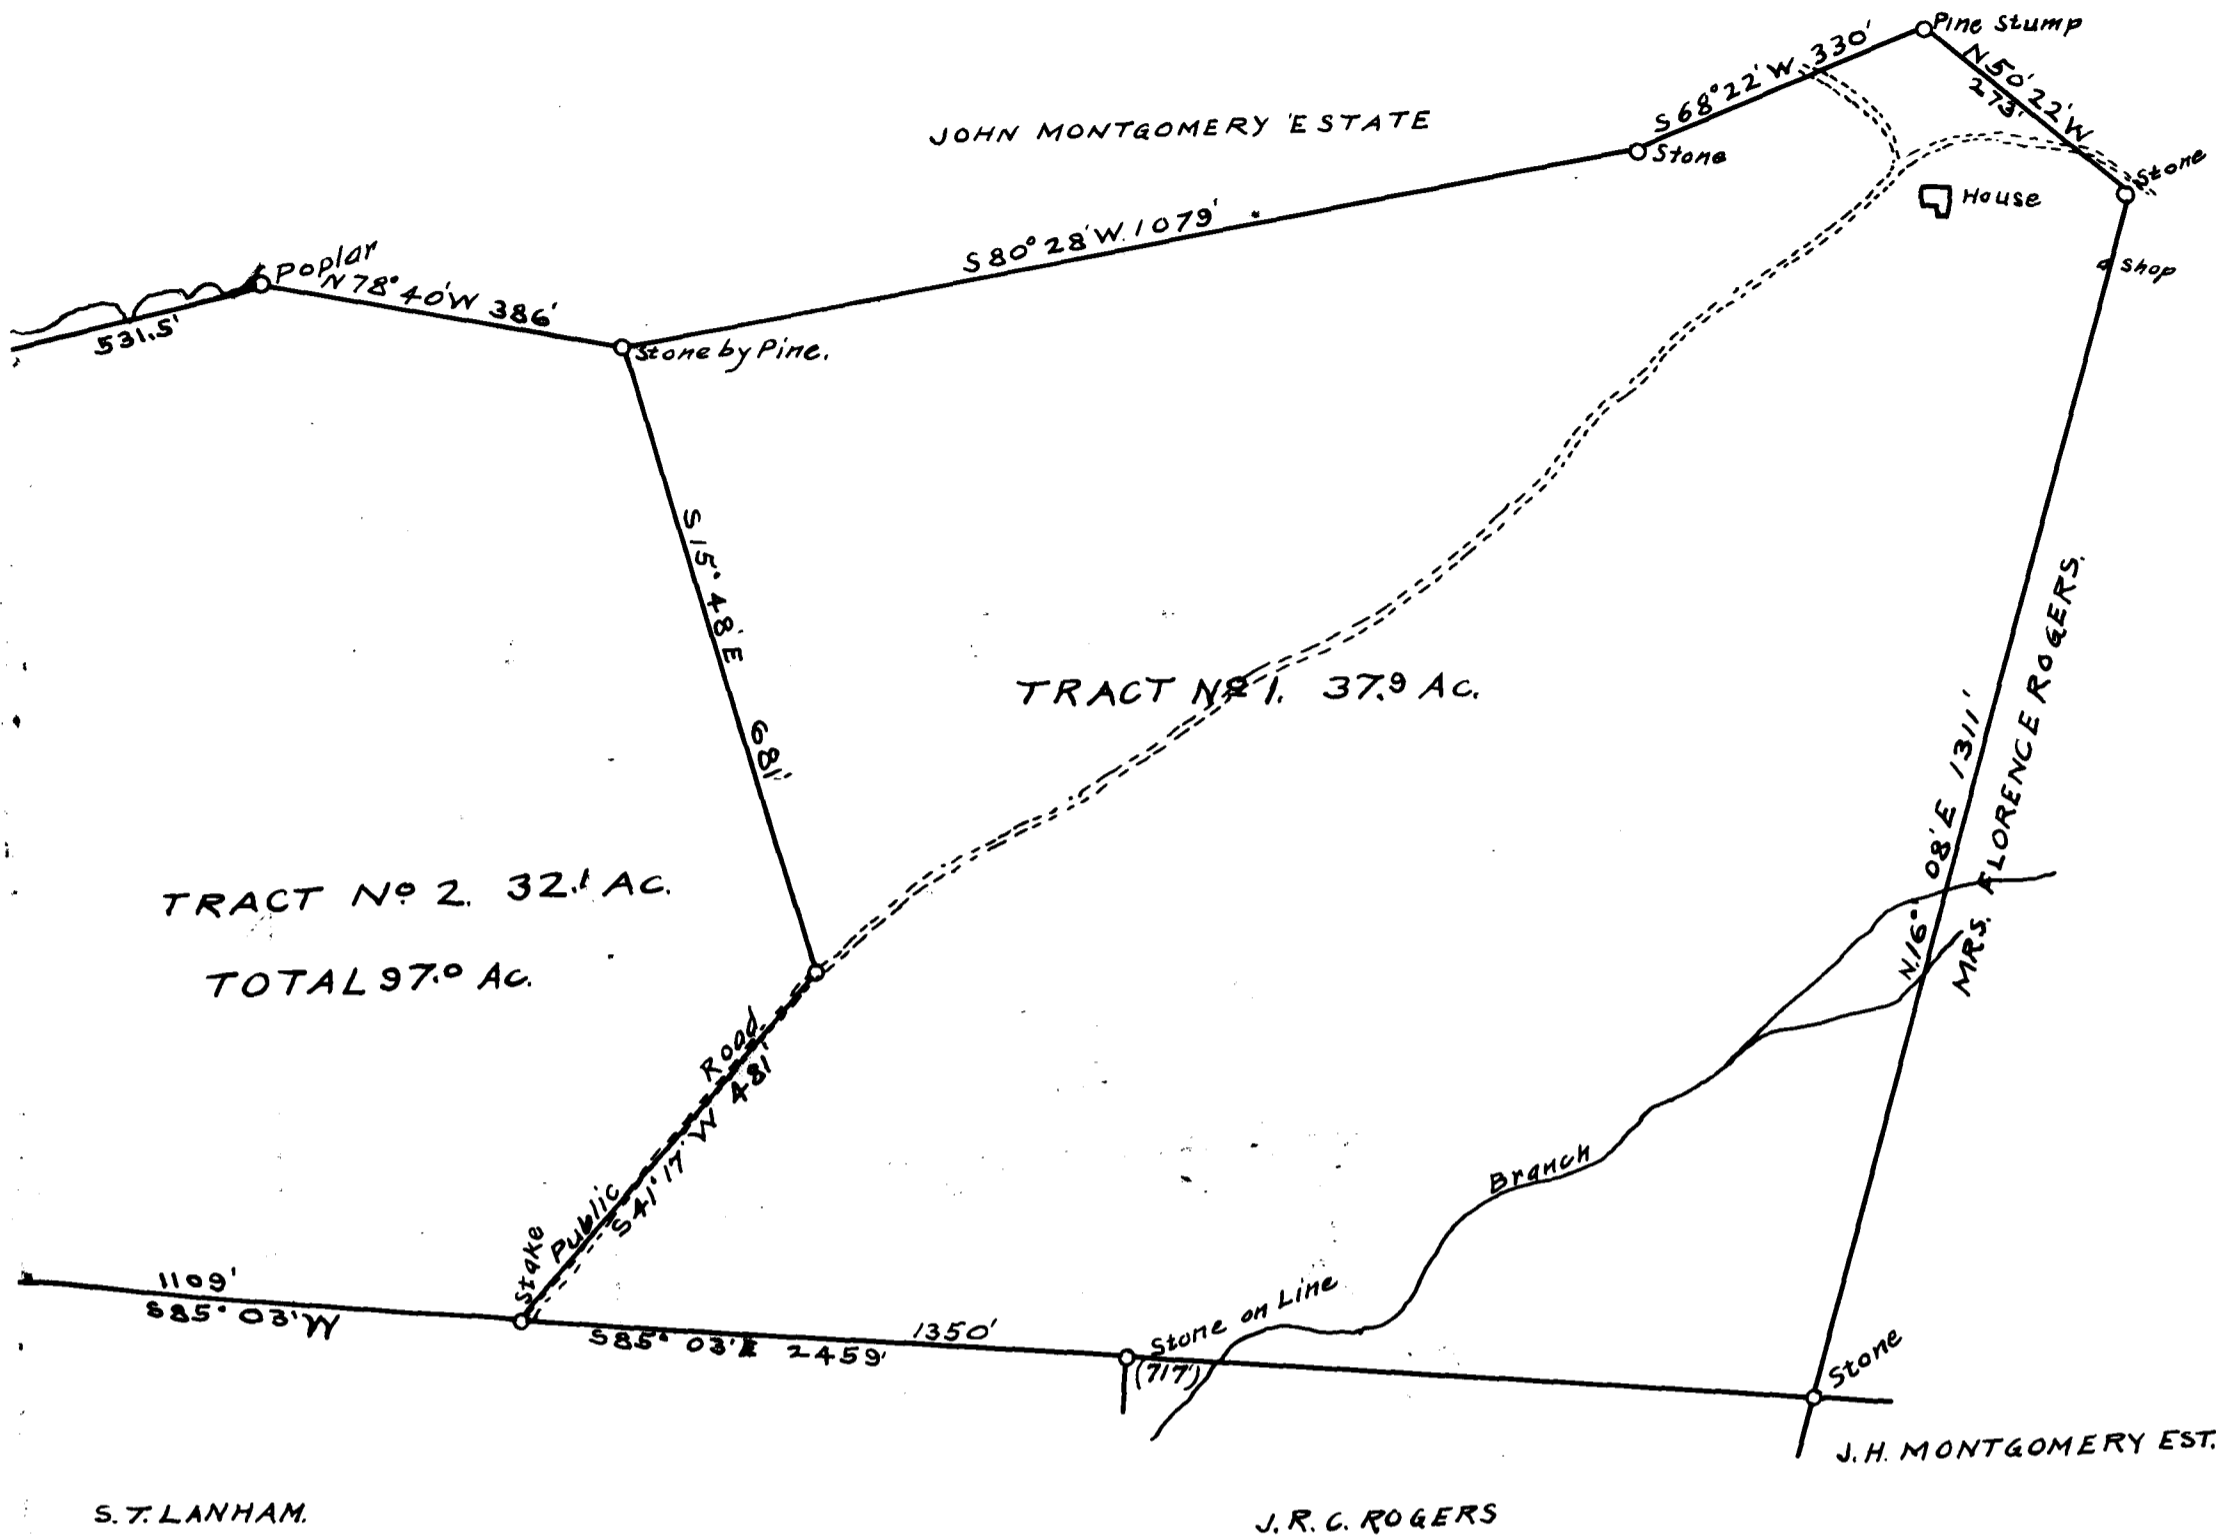 Pine Stump
S 68° 22' W 330'
N 50' 22' W
273'
JOHN MONTGOMERY ESTATE
Stone
Stone
House
Shop
S 80° 28' W. 1079'
Poplar
N 78° 40' W 386'
531.5'
Stone by Pine.
S 15° 48' E 681'
TRACT No 1. 37.9 Ac.
N. 16° 08' E 1311'
MRS. FLORENCE ROGERS.
TRACT No 2. 32.1 Ac.
TOTAL 97.0 Ac.
Public Road.
S 41° 17' W 481'
Stake
Branch
1109'
S 85° 03' W
S 85° 03' E 2459'
1350'
Stone on Line
(717')
Stone
J. H. MONTGOMERY EST.
S. T. LANHAM.
J. R. C. ROGERS